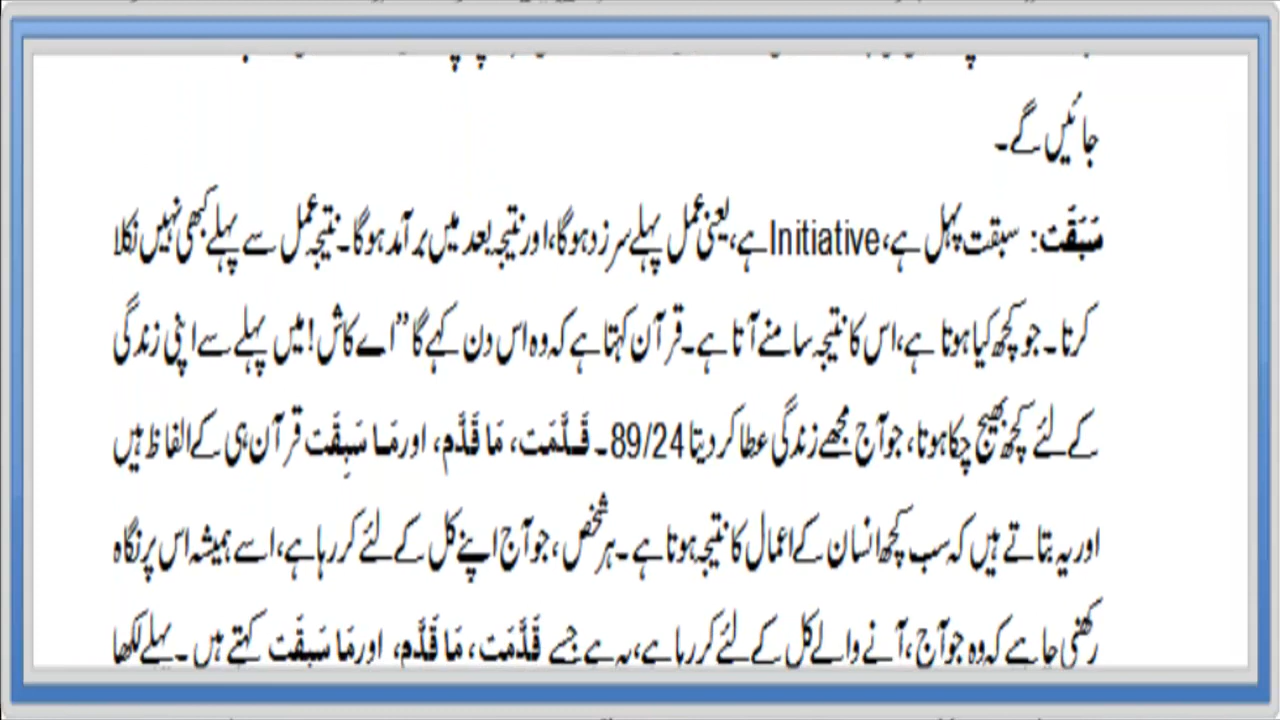 جائیں گے۔
سَبَقَت: سبقت پہل ہے، Initiative ہے، یعنی عمل پہلے سرزد ہوگا، اور نتیجہ بعد میں برآمد ہوگا۔ نتیجہ عمل سے پہلے کبھی نہیں نکلا
کرتا۔ جو کچھ کیا ہوتا ہے، اس کا نتیجہ سامنے آتا ہے۔ قرآن کہتا ہے کہ وہ اس دن کہے گا ”اے کاش! میں پہلے سے اپنی زندگی
کے لئے کچھ بھیج چکا ہوتا، جو آج مجھے زندگی عطا کر دیتا 89/24۔ قَدَّمَت، مَا قَدَّم، اور مَا سَبِقَت قرآن ہی کے الفاظ ہیں
اور یہ بتاتے ہیں کہ سب کچھ انسان کے اعمال کا نتیجہ ہوتا ہے۔ ہر شخص، جو آج اپنے کل کے لئے کر رہا ہے، اسے ہمیشہ اس پر نگاہ
رکھنی چاہے کہ وہ جو آج، آنے والے کل کے لئے کر رہا ہے، یہ ہے جسے قَدَّمَت، مَا قَدَّم، اور مَا سَبقَت کہتے ہیں۔ پہلے لکھا